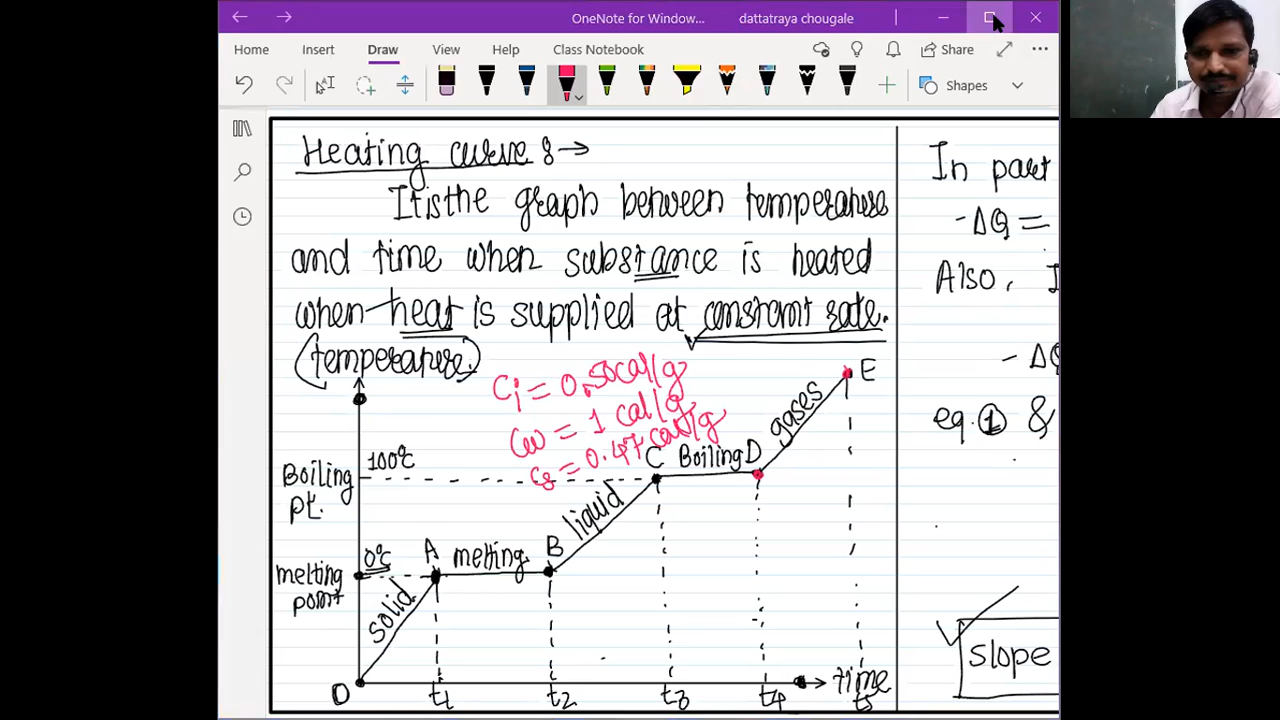 OneNote for Window... dattatraya chougale
Home Insert Draw View Help Class Notebook Share
Shapes
Heating curve :→
It is the graph between temperature
and time when substance is heated
when heat is supplied at constant rate.
(temperature)
Ci = 0.50cal/g
Cw = 1 cal/g
Cs = 0.47 cal/g
E
gases
C Boiling D
100°C
Boiling
pt.
liquid
A melting B
0°C
melting
point
solid
O t1 t2 t3 t4 time
t5
In part
-ΔQ =
Also, I
- ΔQ
eq. ① &
slope